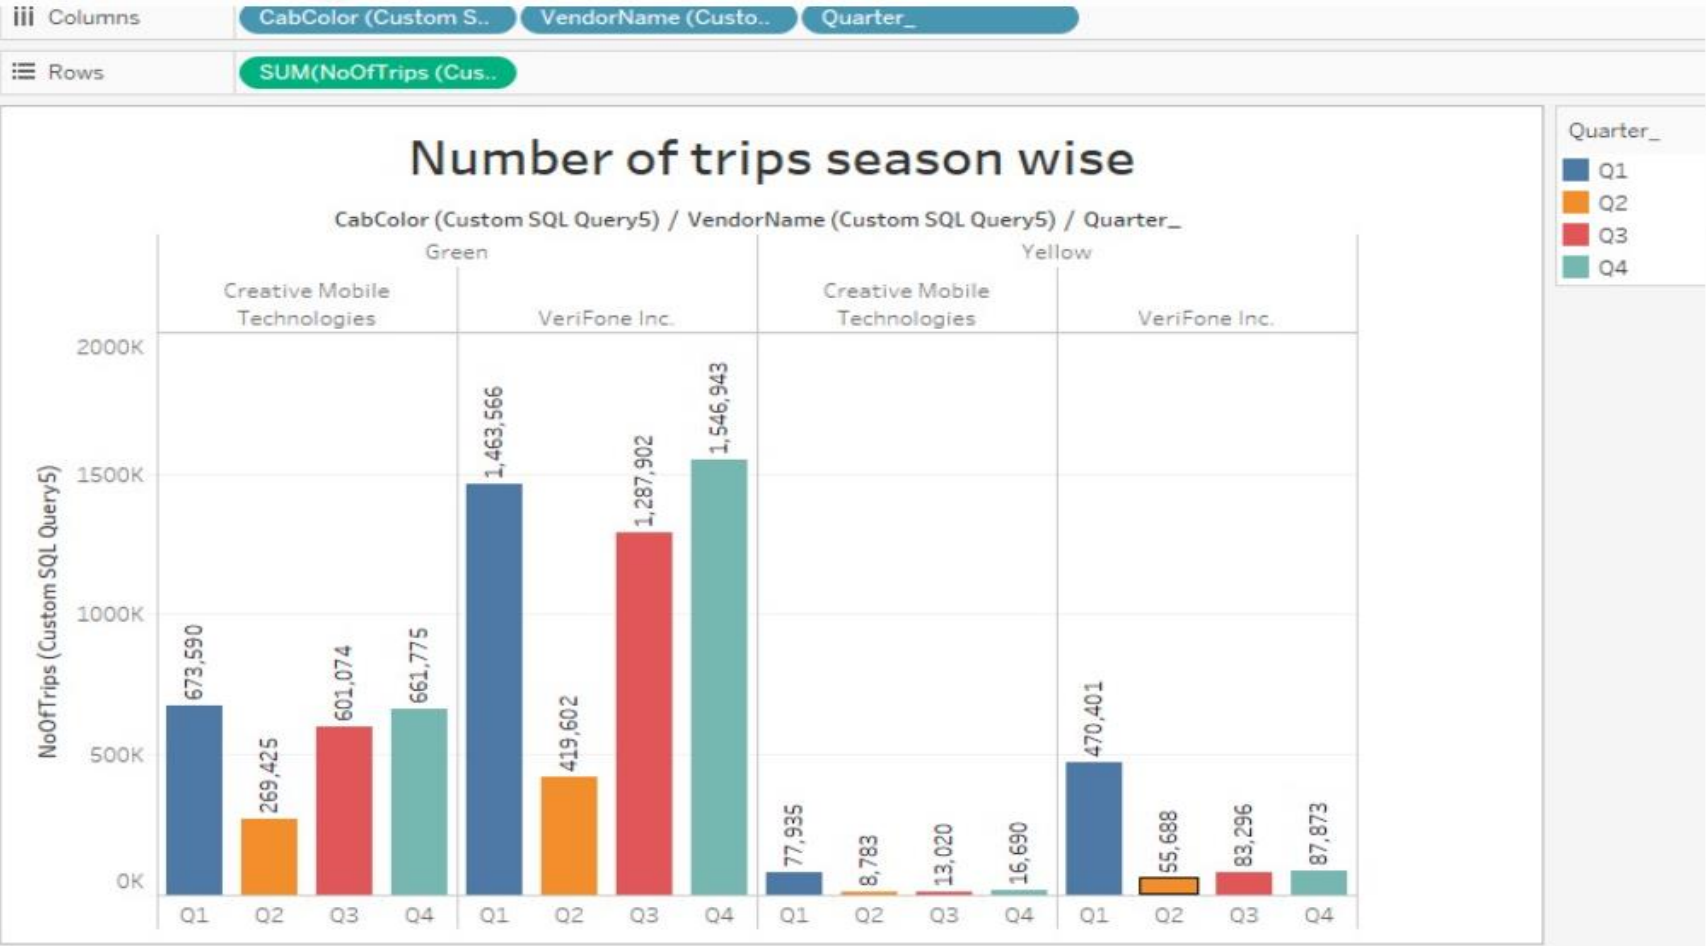 Columns
CabColor (Custom S..
VendorName (Custo..
Quarter_
Rows
SUM(NoOfTrips (Cus..
Number of trips season wise
CabColor (Custom SQL Query5) / VendorName (Custom SQL Query5) / Quarter_
Green
Yellow
Creative Mobile
Technologies
VeriFone Inc.
Creative Mobile
Technologies
VeriFone Inc.
NoOfTrips (Custom SQL Query5)
2000K
1500K
1000K
500K
0K
673,590
269,425
601,074
661,775
1,463,566
419,602
1,287,902
1,546,943
77,935
8,783
13,020
16,690
470,401
55,688
83,296
87,873
Q1 Q2 Q3 Q4 Q1 Q2 Q3 Q4 Q1 Q2 Q3 Q4 Q1 Q2 Q3 Q4
Quarter_
Q1
Q2
Q3
Q4